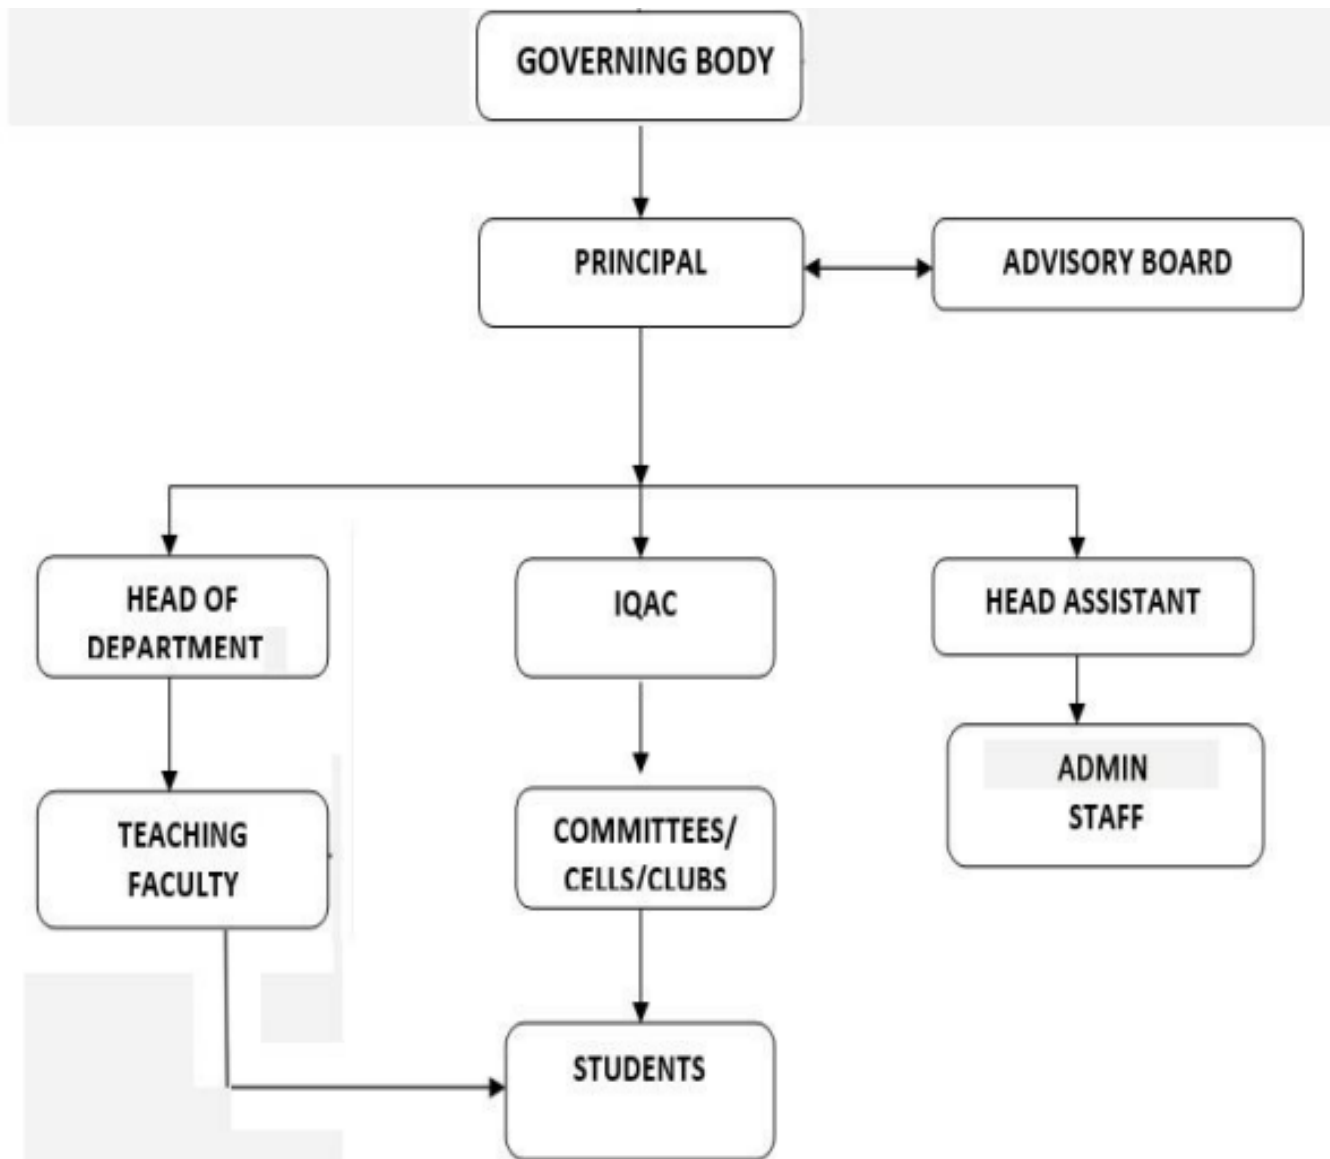 GOVERNING BODY
PRINCIPAL
ADVISORY BOARD
HEAD OF
DEPARTMENT
IQAC
HEAD ASSISTANT
TEACHING
FACULTY
COMMITTEES/
CELLS/CLUBS
ADMIN
STAFF
STUDENTS